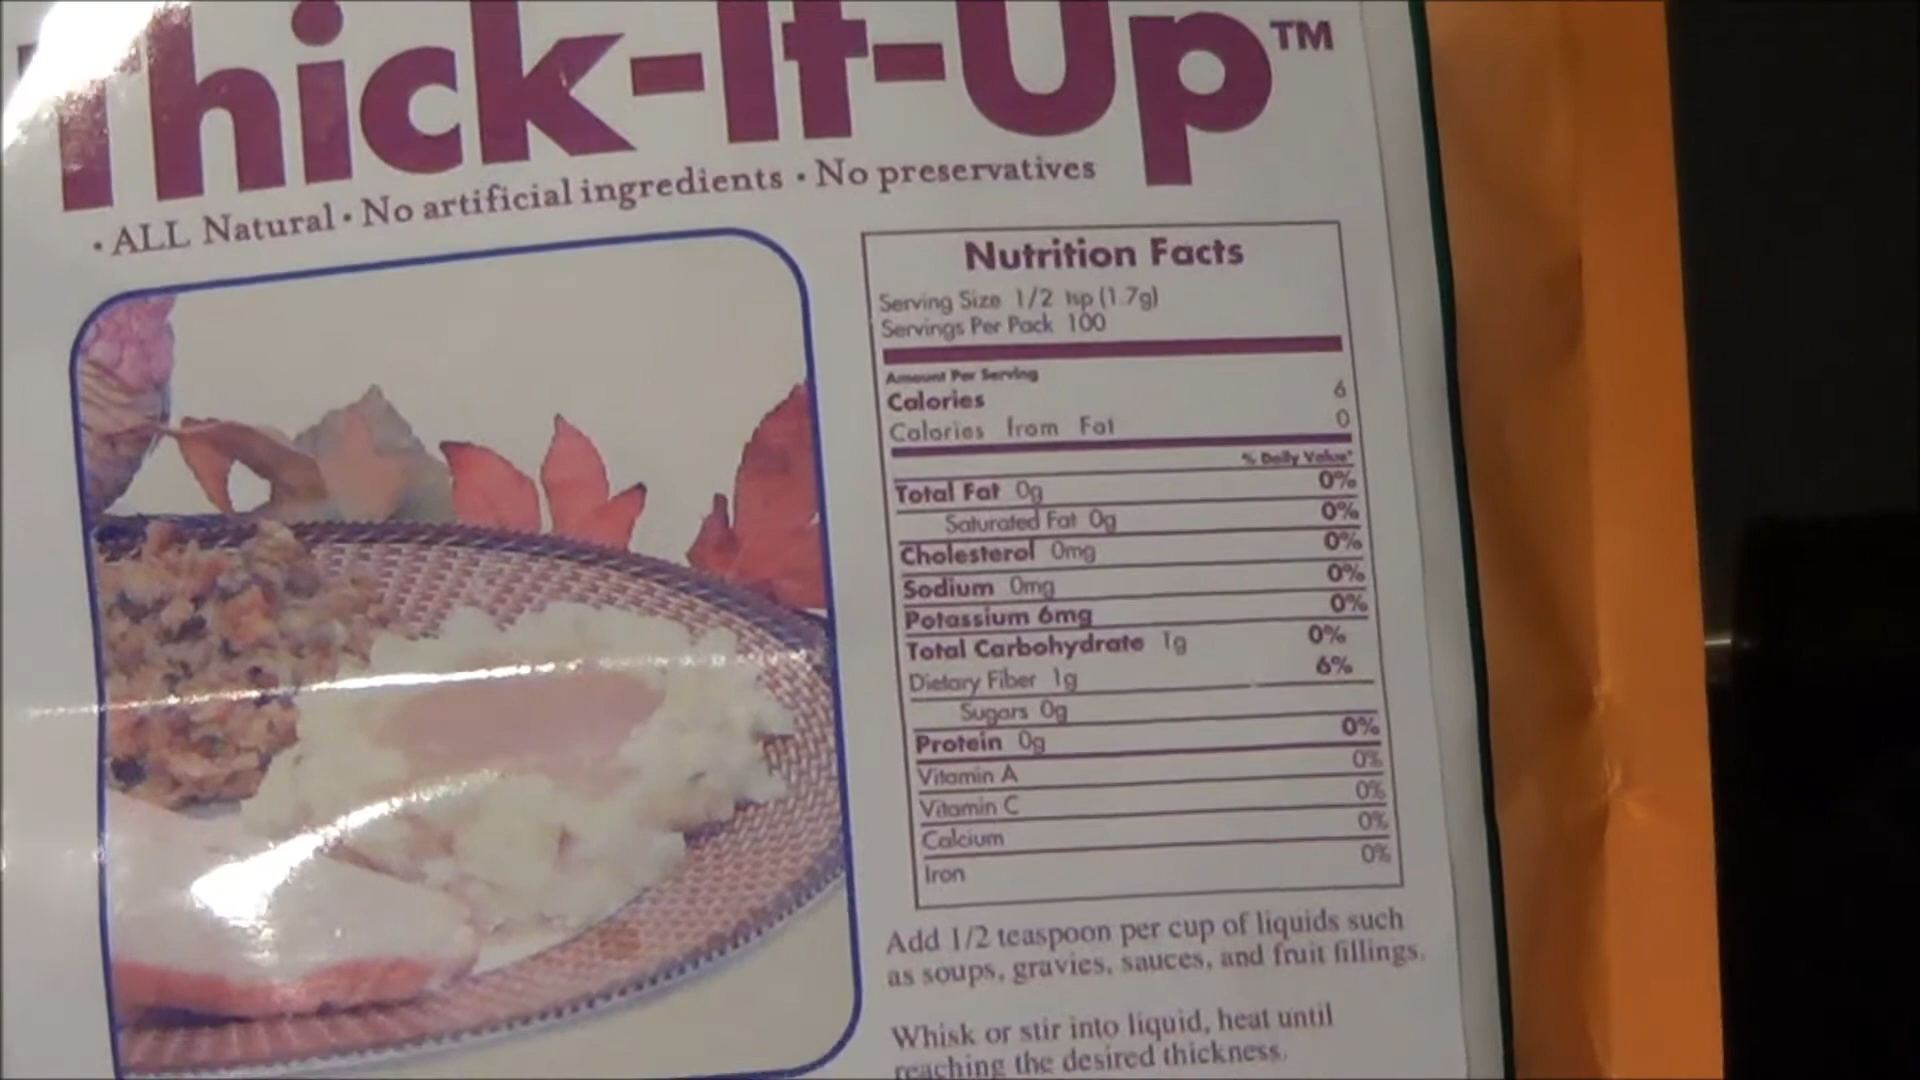 Thick-It-Up™
• ALL Natural • No artificial ingredients • No preservatives
Nutrition Facts
Serving Size 1/2 tsp (1.7g)
Servings Per Pack 100
Amount Per Serving
Calories 6
Calories from Fat 0
% Daily Value*
Total Fat 0g 0%
Saturated Fat 0g 0%
Cholesterol 0mg 0%
Sodium 0mg 0%
Potassium 6mg 0%
Total Carbohydrate 1g 0%
Dietary Fiber 1g 6%
Sugars 0g
Protein 0g 0%
Vitamin A 0%
Vitamin C 0%
Calcium 0%
Iron 0%
Add 1/2 teaspoon per cup of liquids such
as soups, gravies, sauces, and fruit fillings.
Whisk or stir into liquid, heat until
reaching the desired thickness.